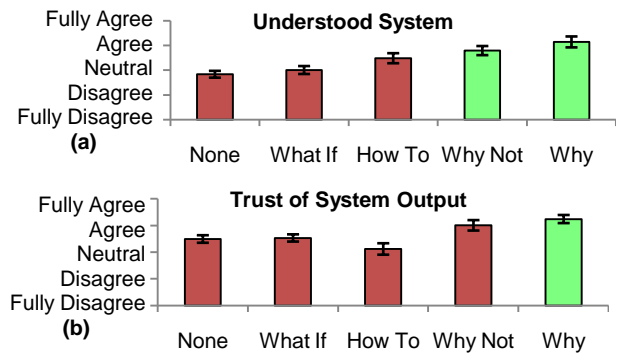 Understood System
Fully Agree
Agree
Neutral
Disagree
Fully Disagree
(a)
None What If How To Why Not Why
Trust of System Output
Fully Agree
Agree
Neutral
Disagree
Fully Disagree
(b)
None What If How To Why Not Why